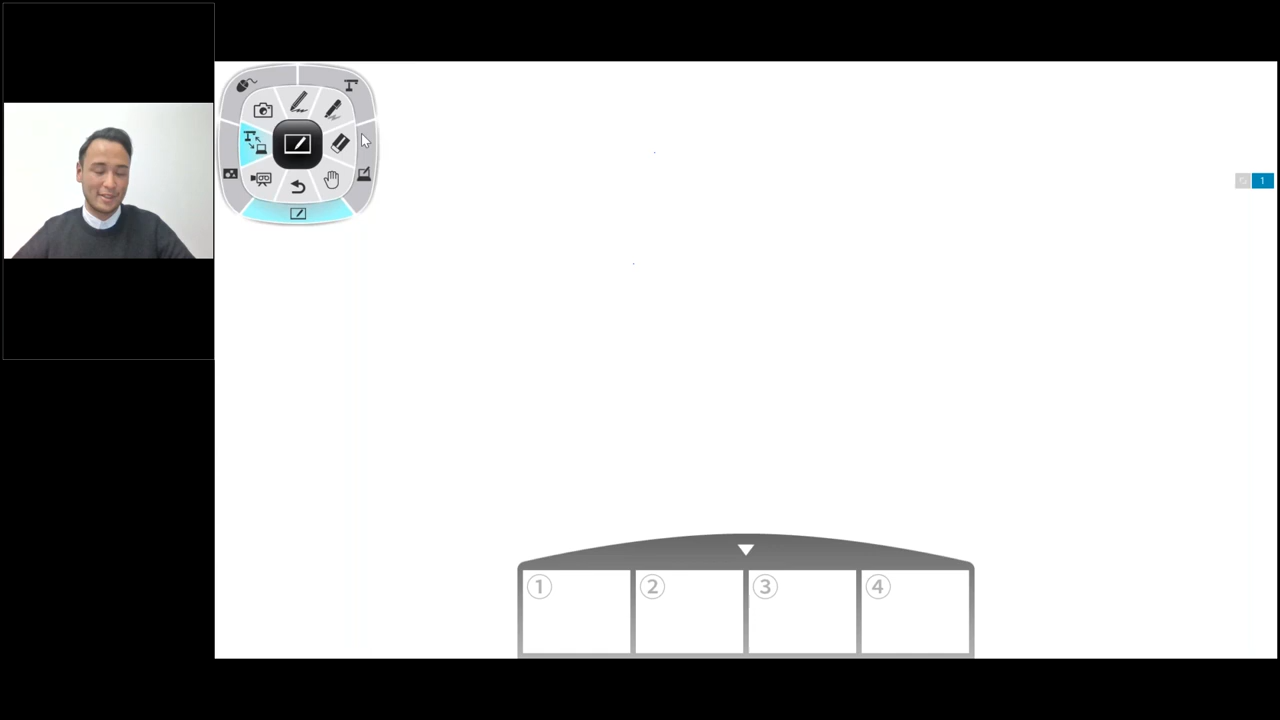 1
① ② ③ ④